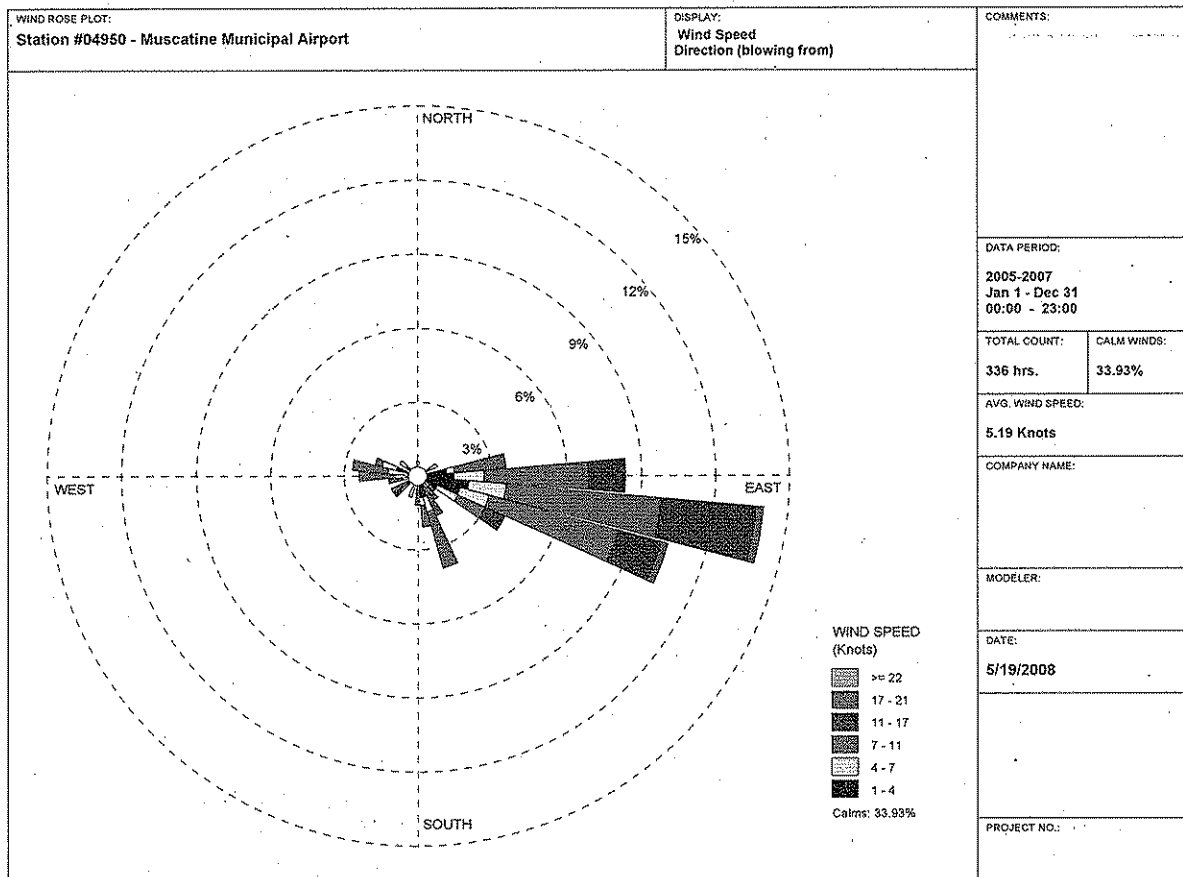 WIND ROSE PLOT:
Station #04950 - Muscatine Municipal Airport
DISPLAY:
Wind Speed
Direction (blowing from)
COMMENTS:
NORTH
15%
12%
9%
6%
3%
WEST
EAST
SOUTH
WIND SPEED
(Knots)
>= 22
17 - 21
11 - 17
7 - 11
4 - 7
1 - 4
Calms: 33.93%
DATA PERIOD:
2005-2007
Jan 1 - Dec 31
00:00 - 23:00
TOTAL COUNT:
336 hrs.
CALM WINDS:
33.93%
AVG. WIND SPEED:
5.19 Knots
COMPANY NAME:
MODELER:
DATE:
5/19/2008
PROJECT NO.: